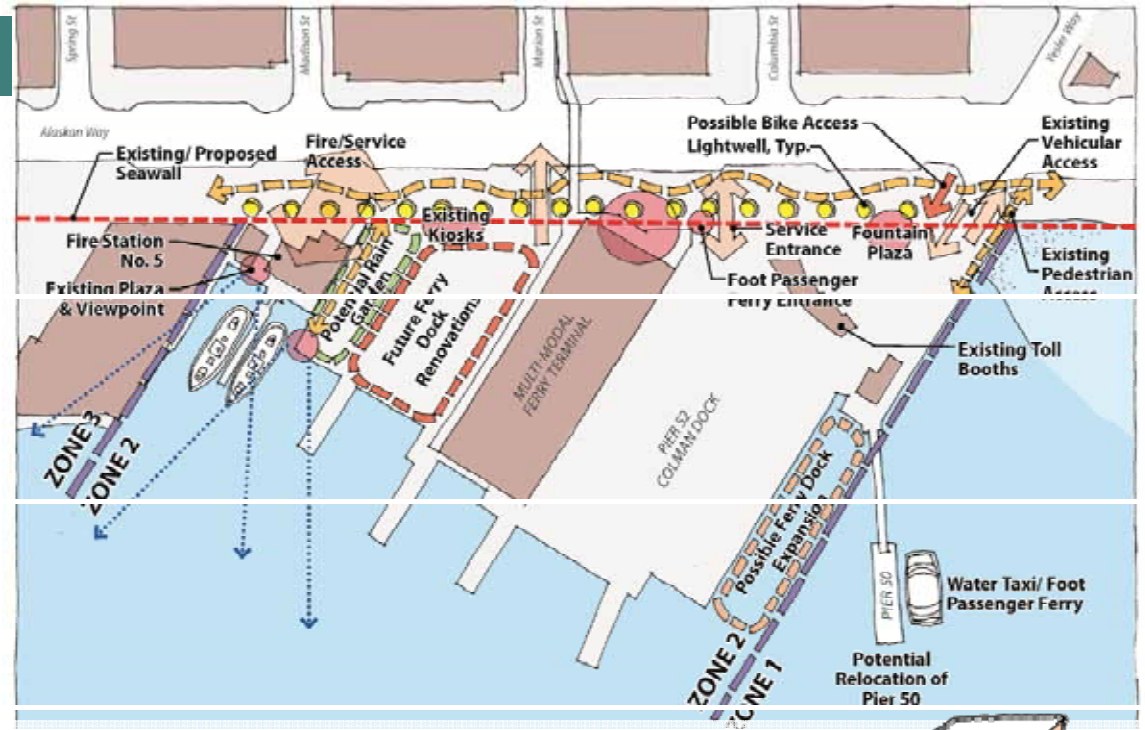 Spring St
Madison St
Marion St
Columbia St
Yesler Way
Alaskan Way
Existing/ Proposed
Seawall
Fire/Service
Access
Possible Bike Access
Lightwell, Typ.
Existing
Vehicular
Access
Existing
Kiosks
Fire Station
No. 5
Existing Plaza
& Viewpoint
Service
Entrance
Fountain
Plaza
Foot Passenger
Ferry Entrance
Existing
Pedestrian
Access
Potential Rain
Garden
Future Ferry
Dock
Renovations
MULTI-MODAL
FERRY TERMINAL
PIER 52
COLMAN DOCK
Existing Toll
Booths
ZONE 3
ZONE 2
Possible Ferry Dock
Expansion
PIER 50
Water Taxi/ Foot
Passenger Ferry
Potential
Relocation of
Pier 50
ZONE 2
ZONE 1